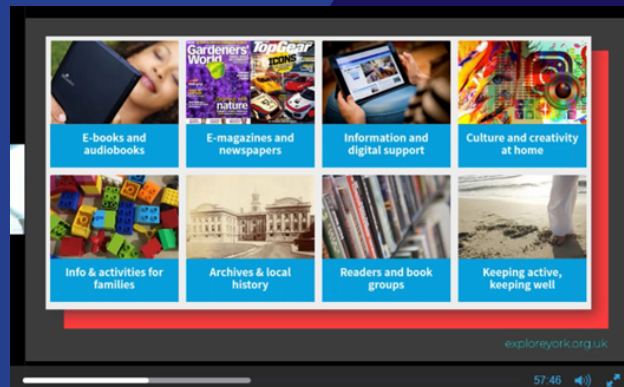 E-books and
audiobooks
Gardeners'
World
nature
TopGear
ICONS
E-magazines and
newspapers
Information and
digital support
Culture and creativity
at home
Info & activities for
families
Archives & local
history
Readers and book
groups
Keeping active,
keeping well
exploreyork.org.uk
57:46